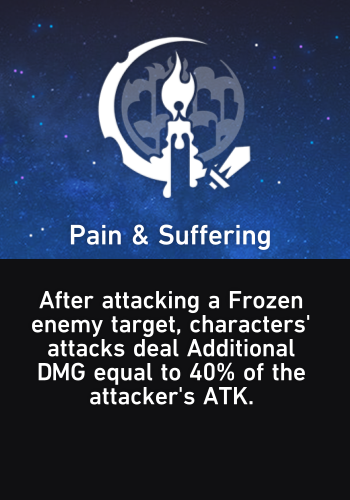 Pain & Suffering
After attacking a Frozen
enemy target, characters'
attacks deal Additional
DMG equal to 40% of the
attacker's ATK.